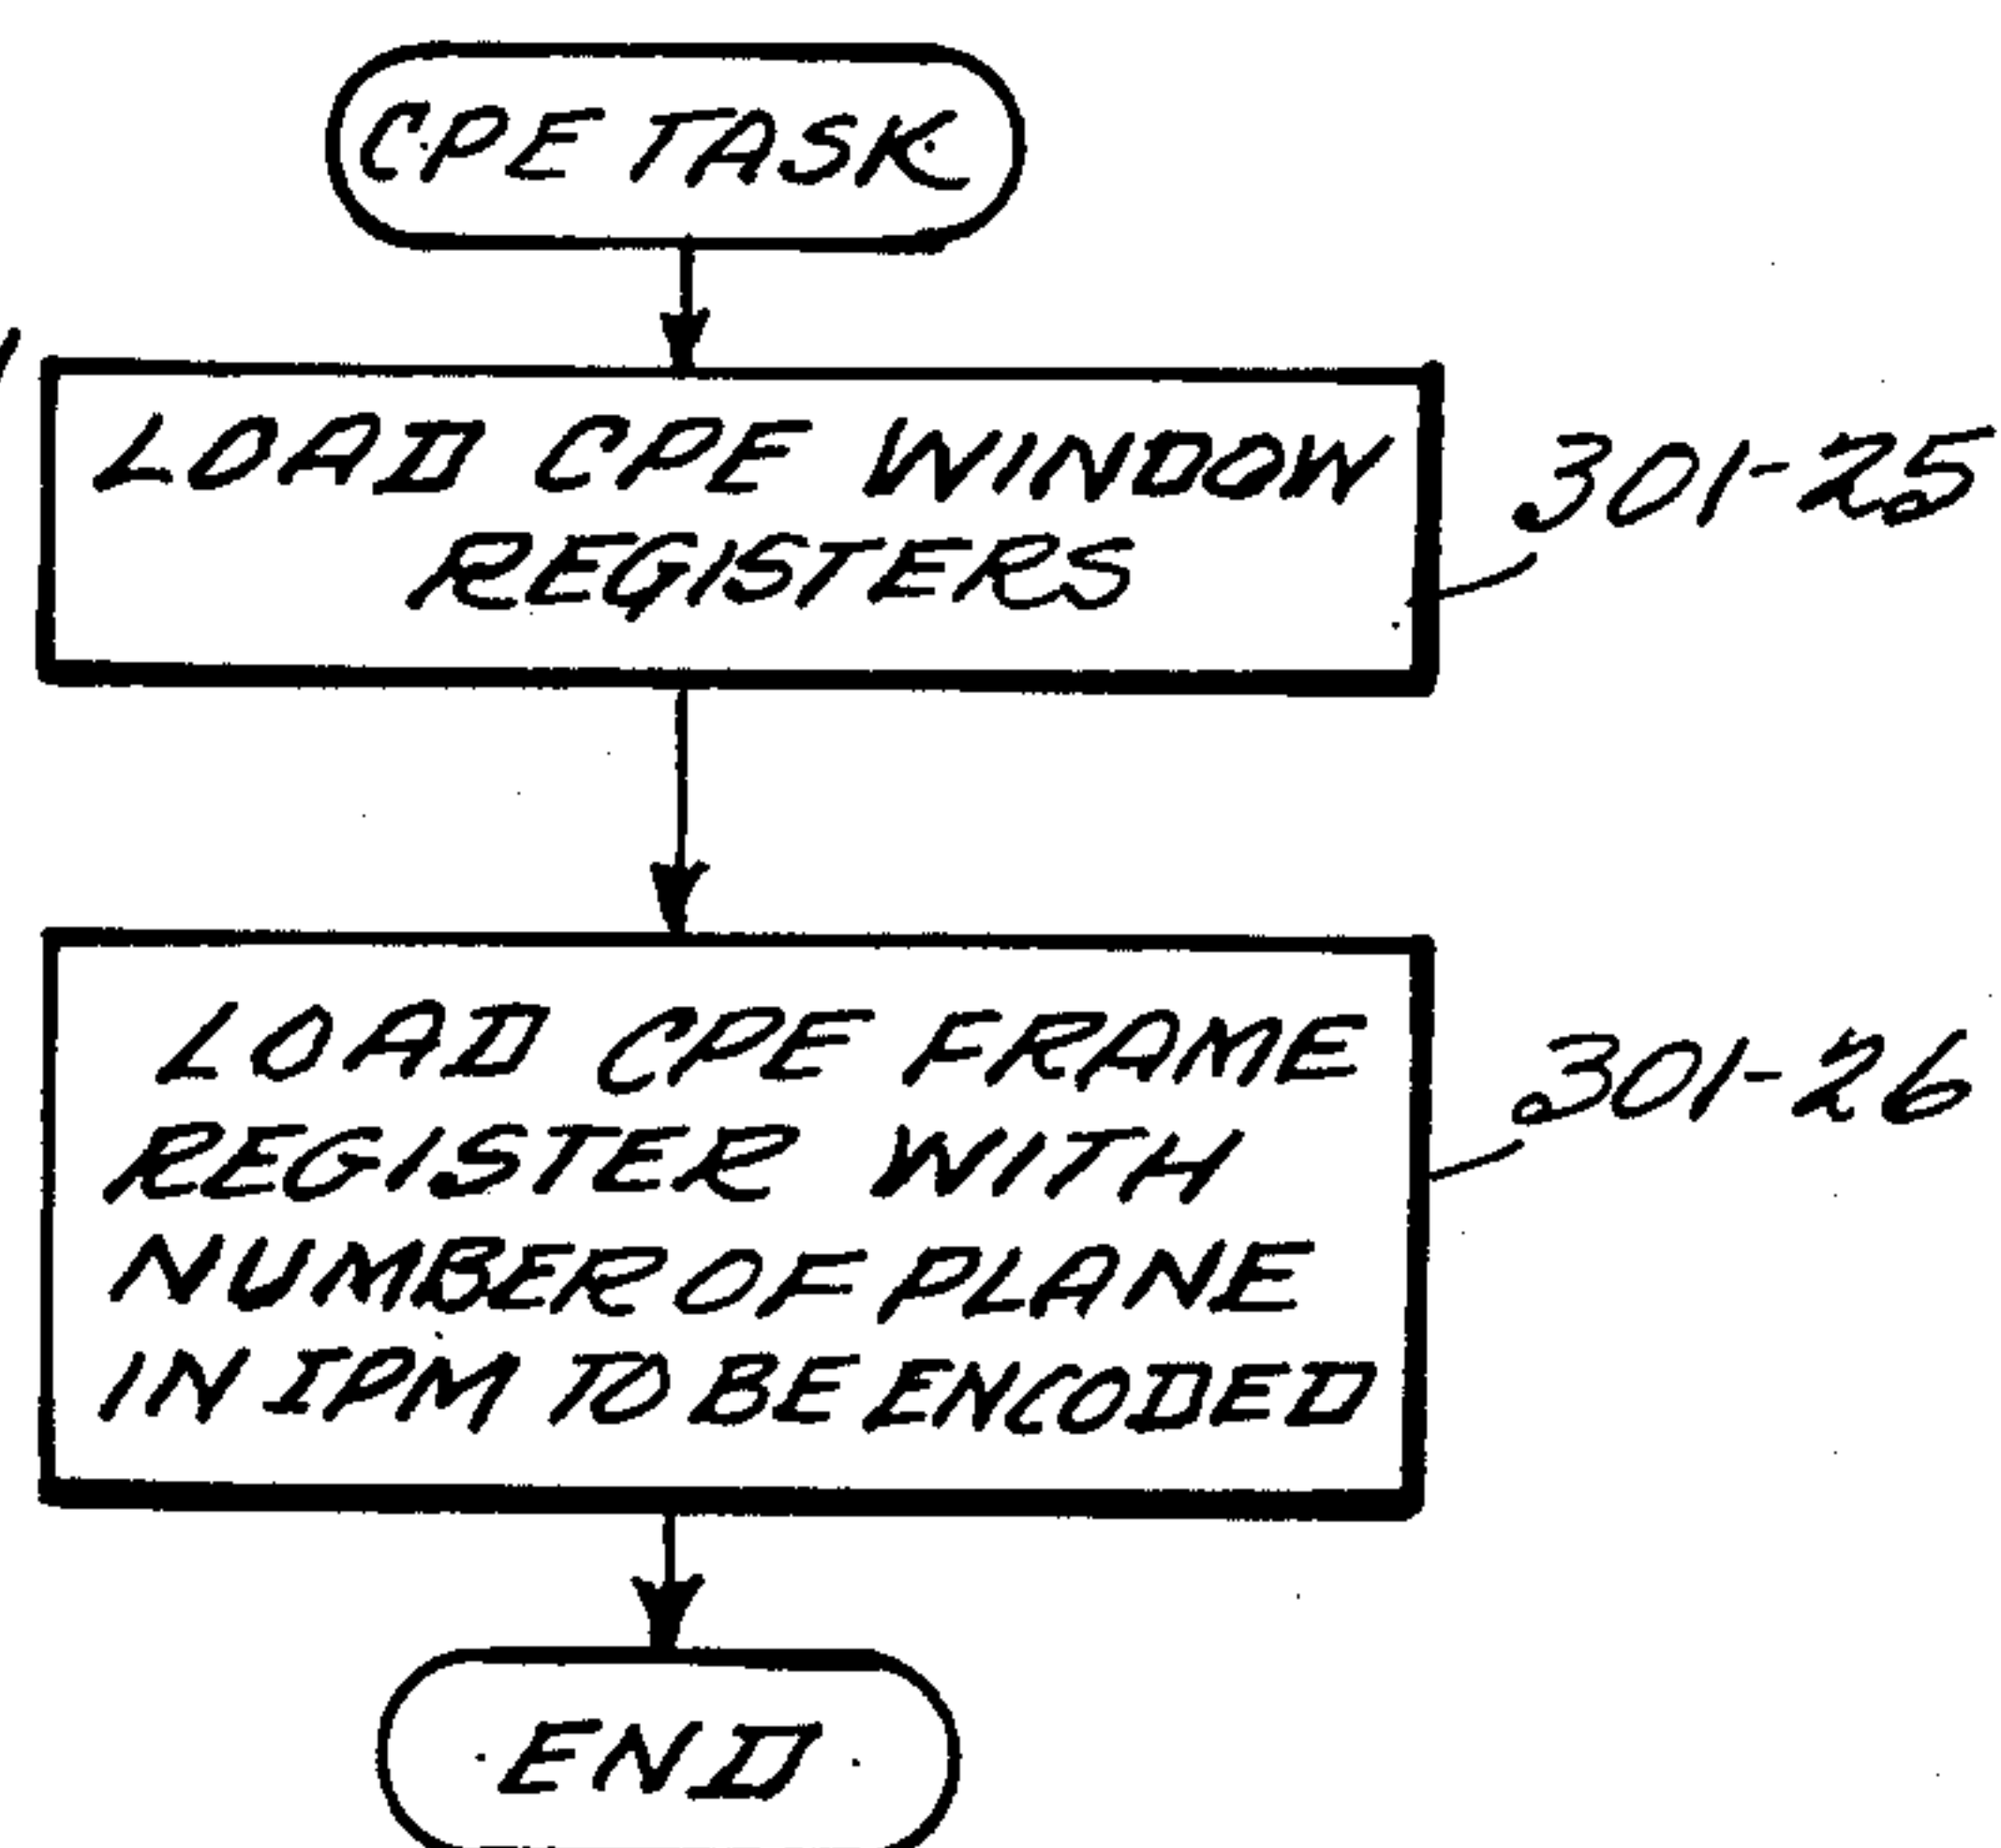 CPE TASK
LOAD CPE WINDOW
REGISTERS
301-25
LOAD CPE FRAME
REGISTER WITH
NUMBER OF PLANE
IN IPM TO BE ENCODED
301-26
END